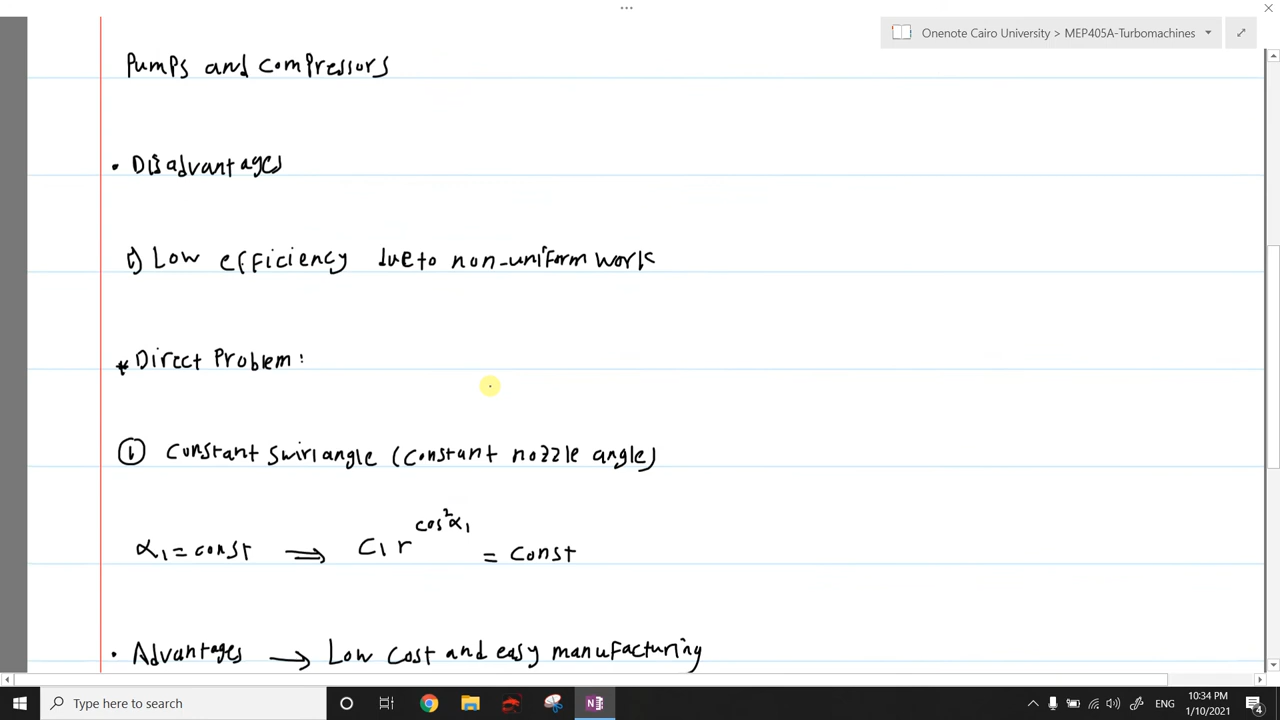 Onenote Cairo University > MEP405A-Turbomachines
Pumps and compressors
• Disadvantages
1) Low efficiency due to non-uniform work
* Direct Problem:
① Constant swirl angle (constant nozzle angle)
α₁ = const ⟹ C₁ r^cos²α₁ = const
• Advantages → Low cost and easy manufacturing
Type here to search
ENG
10:34 PM
1/10/2021
4